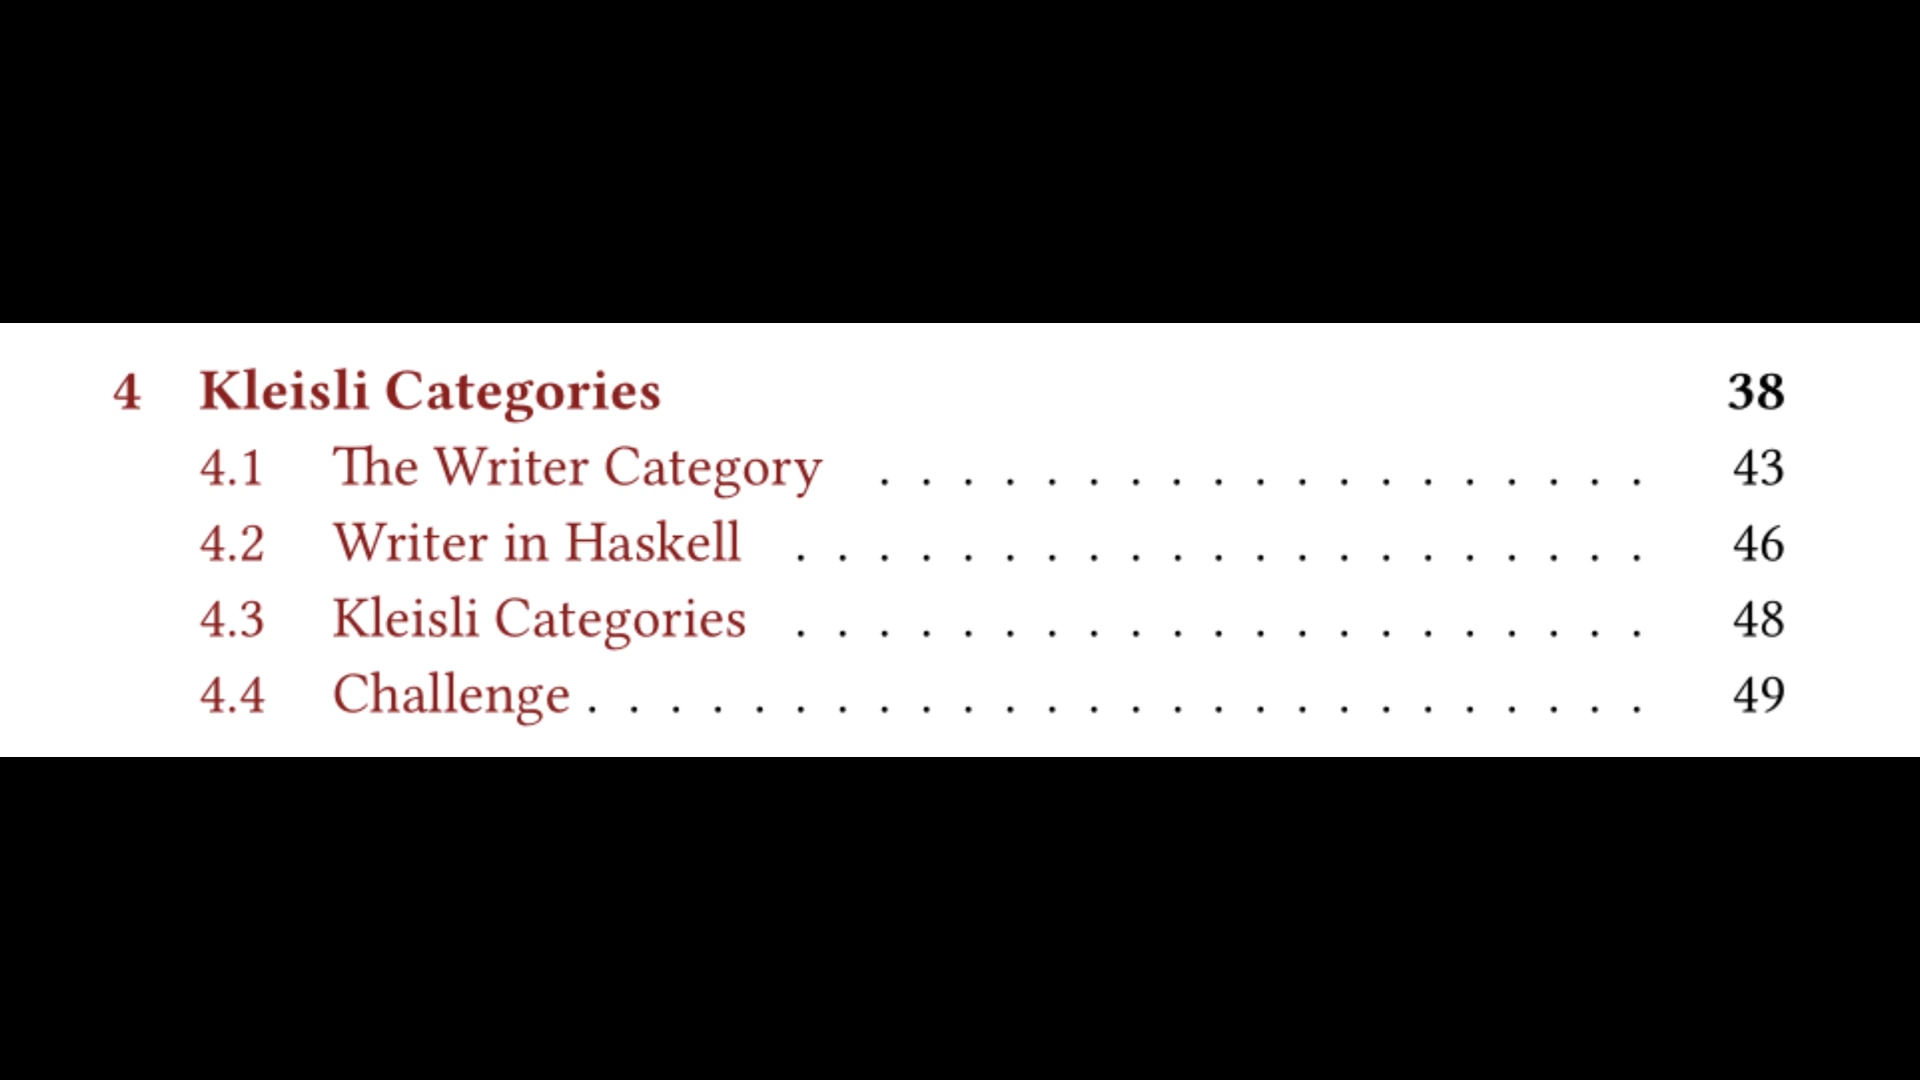 4 Kleisli Categories 38
4.1 The Writer Category . . . . . . . . . . . . . . . . . . . 43
4.2 Writer in Haskell . . . . . . . . . . . . . . . . . . . . . 46
4.3 Kleisli Categories . . . . . . . . . . . . . . . . . . . . . 48
4.4 Challenge . . . . . . . . . . . . . . . . . . . . . . . . . . 49